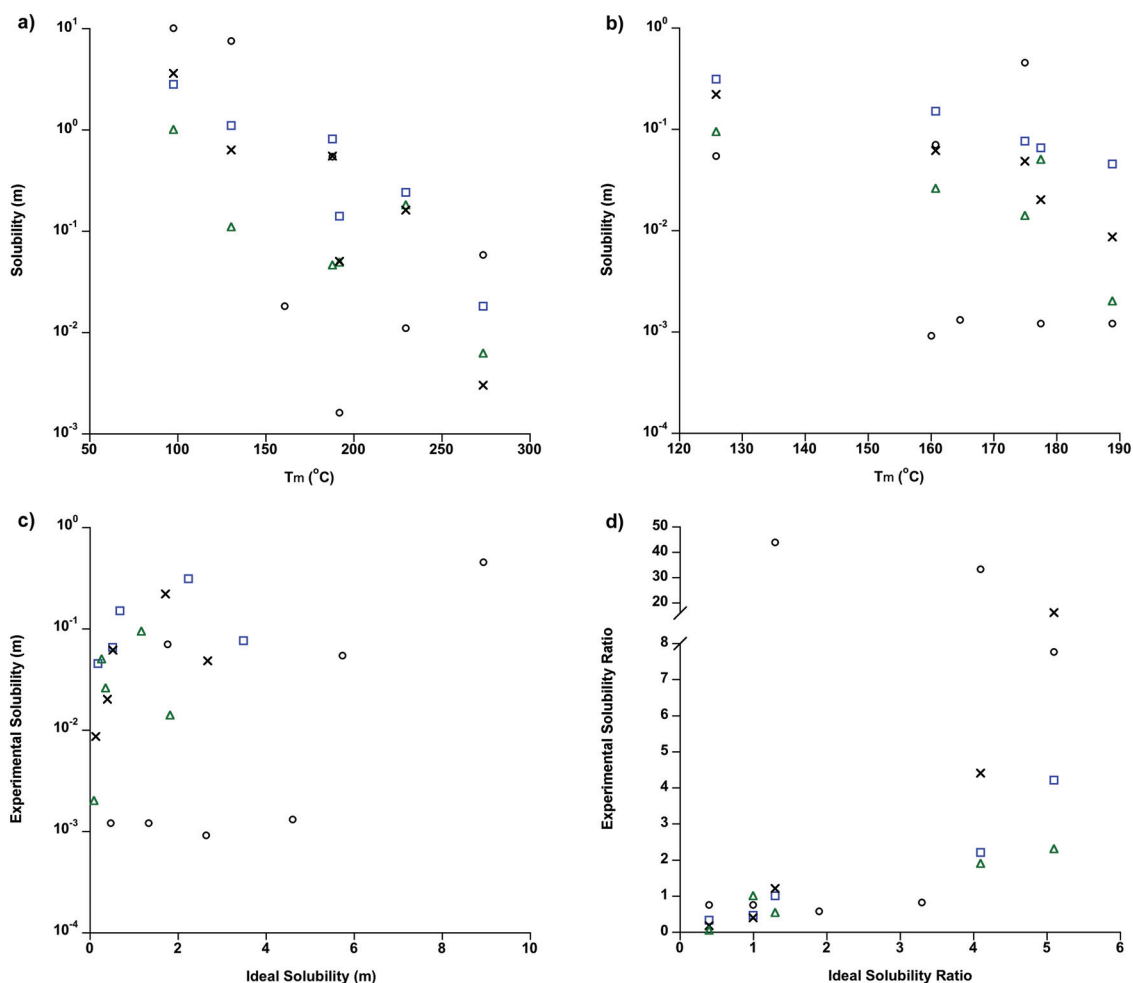 a)
10¹
10⁰
10⁻¹
10⁻²
10⁻³
Solubility (m)
50 100 150 200 250 300
Tm (°C)
b)
10⁰
10⁻¹
10⁻²
10⁻³
10⁻⁴
Solubility (m)
120 130 140 150 160 170 180 190
Tm (°C)
c)
10⁰
10⁻¹
10⁻²
10⁻³
10⁻⁴
Experimental Solubility (m)
0 2 4 6 8 10
Ideal Solubility (m)
d)
50
40
30
20
8
7
6
5
4
3
2
1
0
Experimental Solubility Ratio
0 1 2 3 4 5 6
Ideal Solubility Ratio